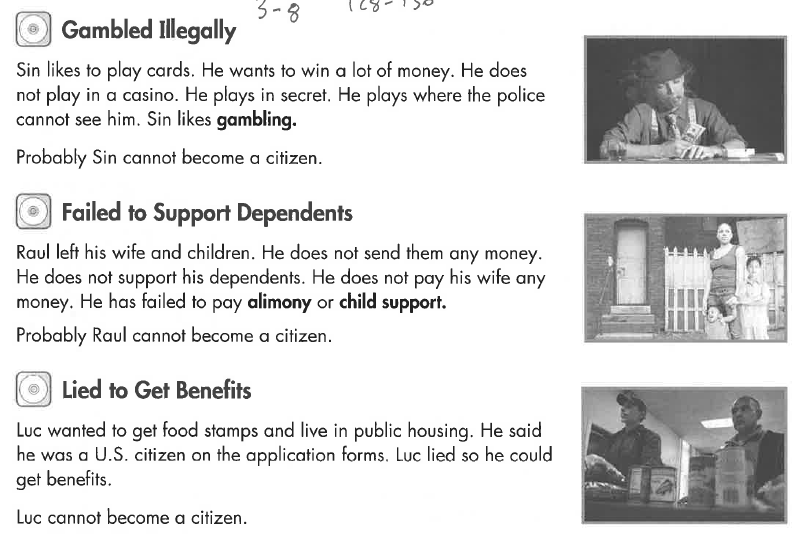 3-8
Gambled Illegally
Sin likes to play cards. He wants to win a lot of money. He does
not play in a casino. He plays in secret. He plays where the police
cannot see him. Sin likes gambling.
Probably Sin cannot become a citizen.
Failed to Support Dependents
Raul left his wife and children. He does not send them any money.
He does not support his dependents. He does not pay his wife any
money. He has failed to pay alimony or child support.
Probably Raul cannot become a citizen.
Lied to Get Benefits
Luc wanted to get food stamps and live in public housing. He said
he was a U.S. citizen on the application forms. Luc lied so he could
get benefits.
Luc cannot become a citizen.